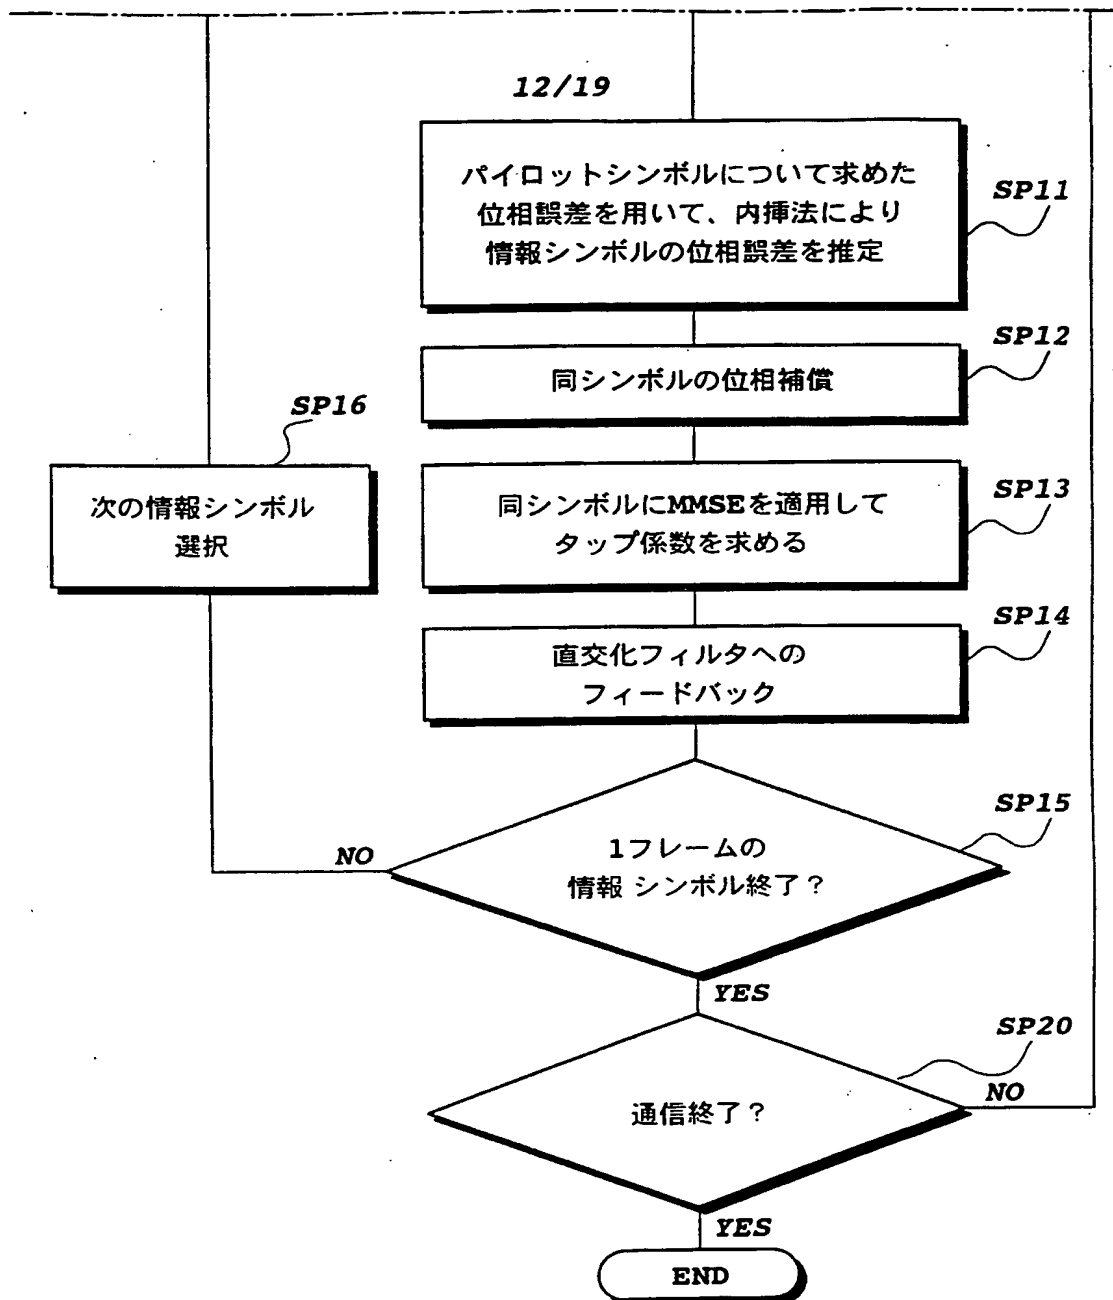 12/19
パイロットシンボルについて求めた
位相誤差を用いて、内挿法により
情報シンボルの位相誤差を推定
SP11
同シンボルの位相補償
SP12
SP16
次の情報シンボル
選択
同シンボルにMMSEを適用して
タップ係数を求める
SP13
直交化フィルタへの
フィードバック
SP14
1フレームの
情報 シンボル終了?
SP15
NO
YES
通信終了?
SP20
NO
YES
END